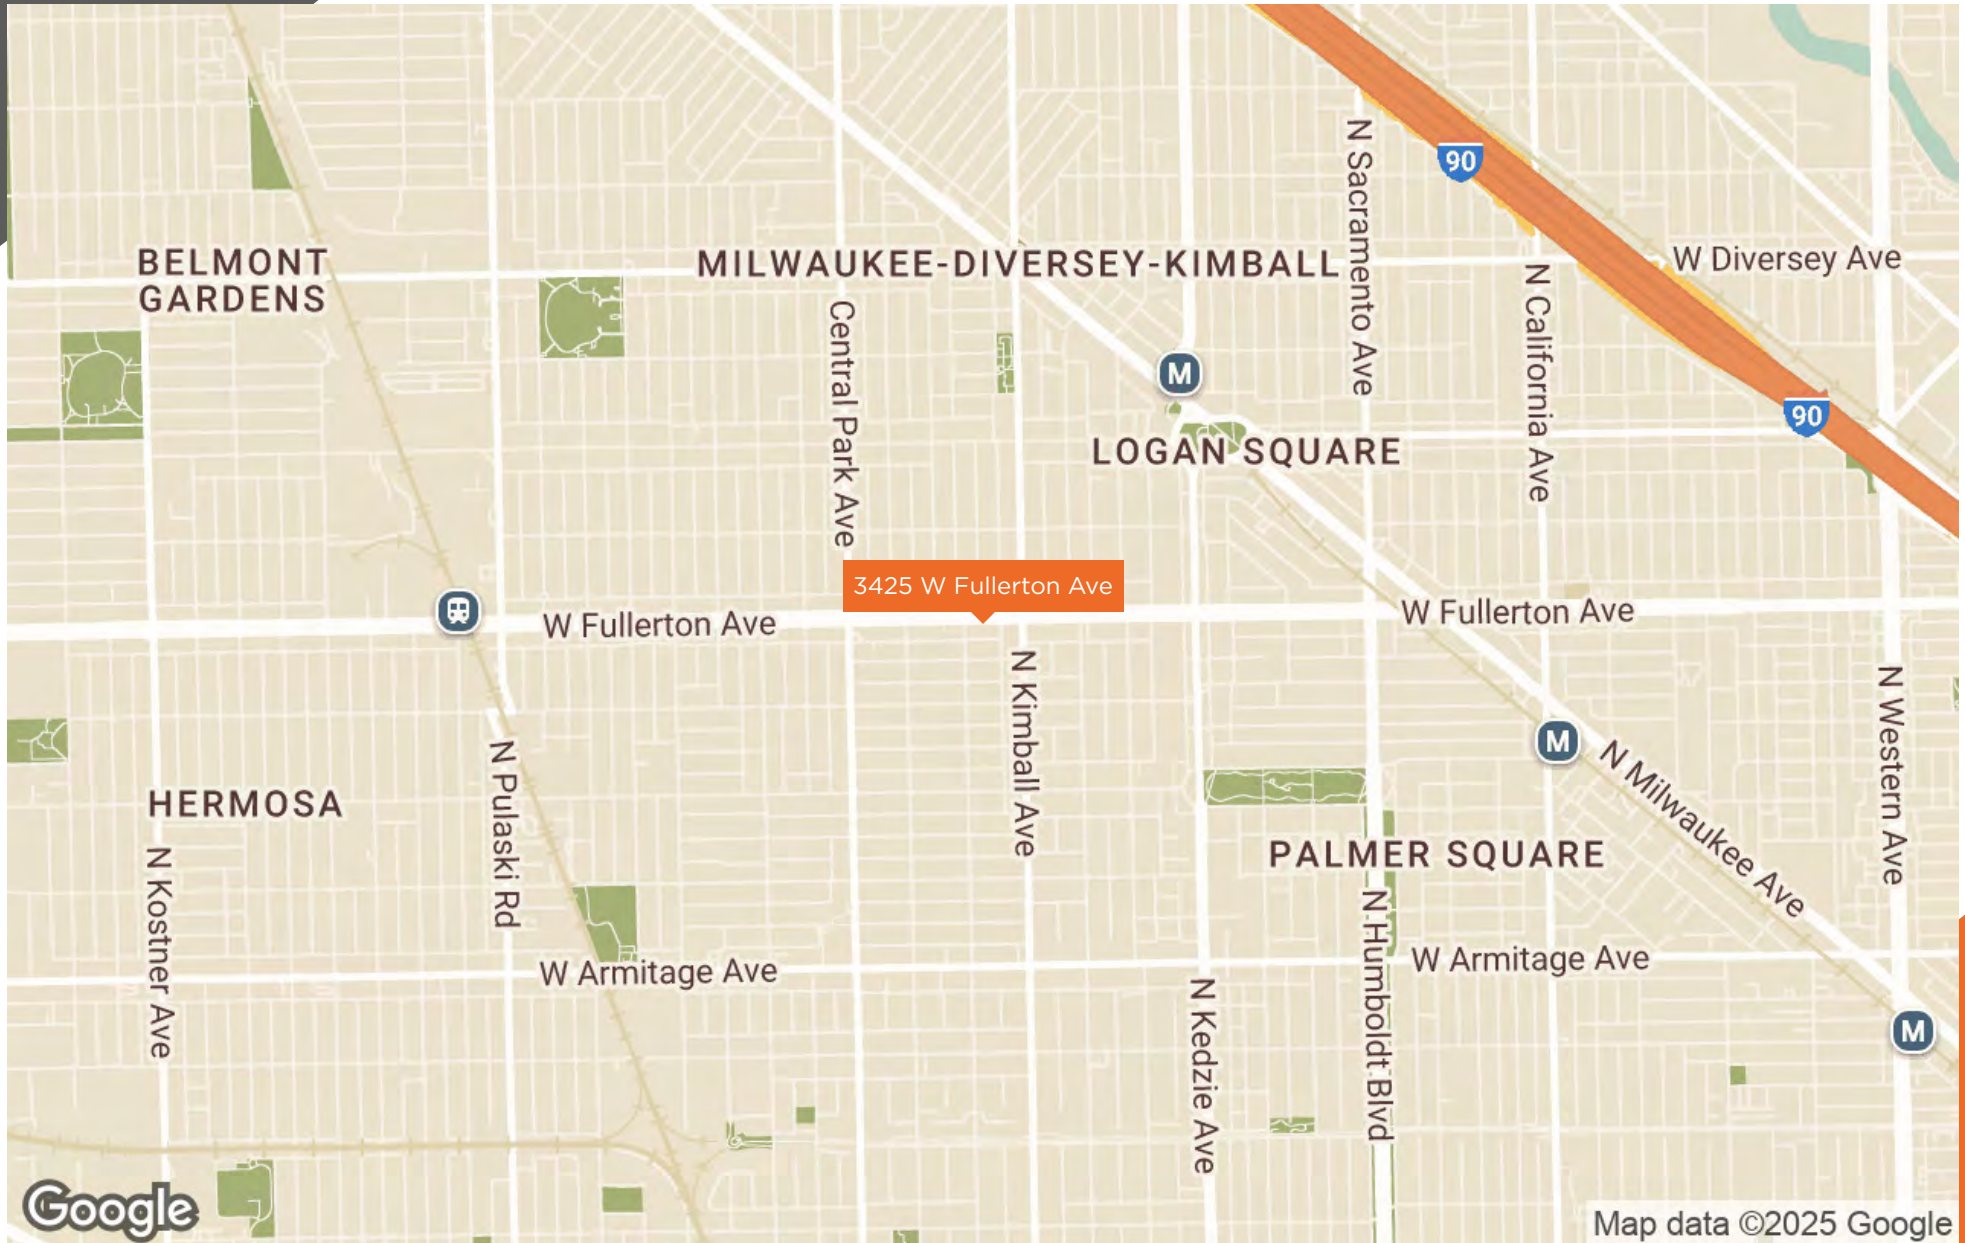 90
N Sacramento Ave
BELMONT
GARDENS
MILWAUKEE-DIVERSEY-KIMBALL
W Diversey Ave
N California Ave
Central Park Ave
M
90
LOGAN SQUARE
3425 W Fullerton Ave
W Fullerton Ave
W Fullerton Ave
N Kimball Ave
N Western Ave
M
N Pulaski Rd
N Milwaukee Ave
HERMOSA
PALMER SQUARE
N Kostner Ave
N Humboldt Blvd
W Armitage Ave
W Armitage Ave
N Kedzie Ave
M
Google
Map data ©2025 Google